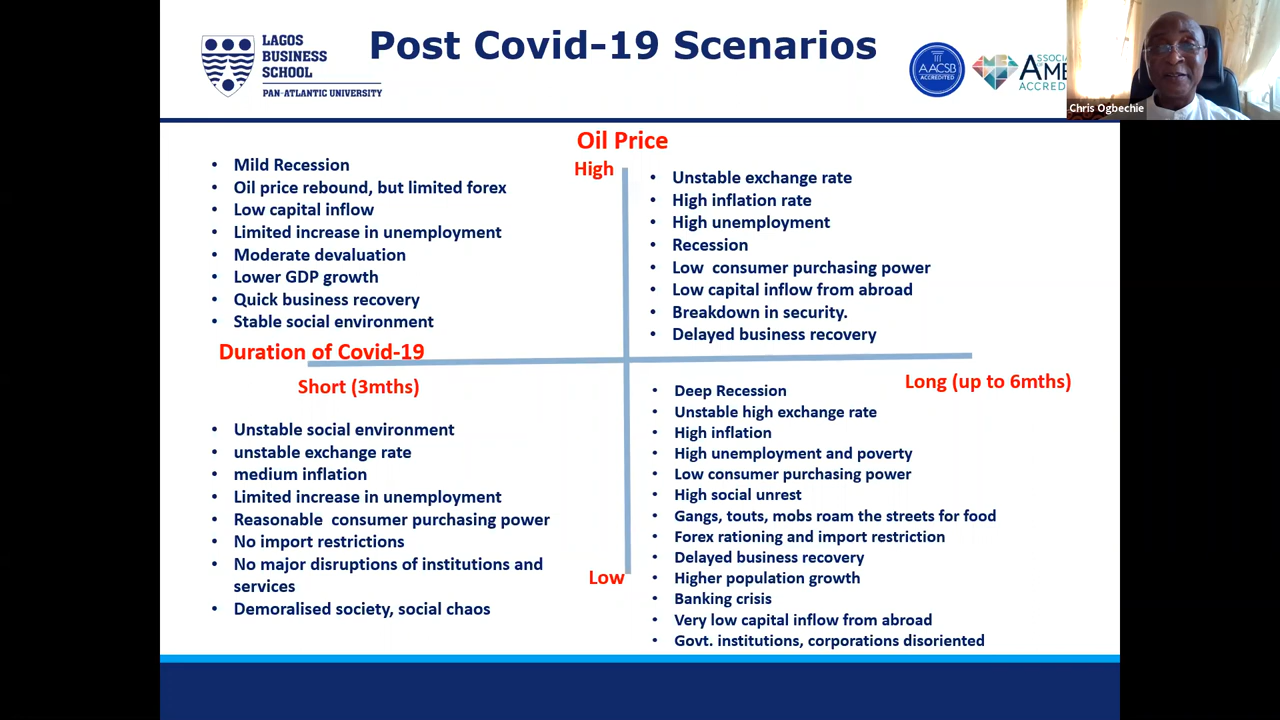 LAGOS
BUSINESS
SCHOOL
PAN-ATLANTIC UNIVERSITY
Post Covid-19 Scenarios
AACSB
ACCREDITED
ACCRED
Chris Ogbechie
Oil Price
High
• Mild Recession
• Oil price rebound, but limited forex
• Low capital inflow
• Limited increase in unemployment
• Moderate devaluation
• Lower GDP growth
• Quick business recovery
• Stable social environment
• Unstable exchange rate
• High inflation rate
• High unemployment
• Recession
• Low consumer purchasing power
• Low capital inflow from abroad
• Breakdown in security.
• Delayed business recovery
Duration of Covid-19
Short (3mths)
Long (up to 6mths)
• Unstable social environment
• unstable exchange rate
• medium inflation
• Limited increase in unemployment
• Reasonable consumer purchasing power
• No import restrictions
• No major disruptions of institutions and
services
• Demoralised society, social chaos
• Deep Recession
• Unstable high exchange rate
• High inflation
• High unemployment and poverty
• Low consumer purchasing power
• High social unrest
• Gangs, touts, mobs roam the streets for food
• Forex rationing and import restriction
• Delayed business recovery
• Higher population growth
• Banking crisis
• Very low capital inflow from abroad
• Govt. institutions, corporations disoriented
Low